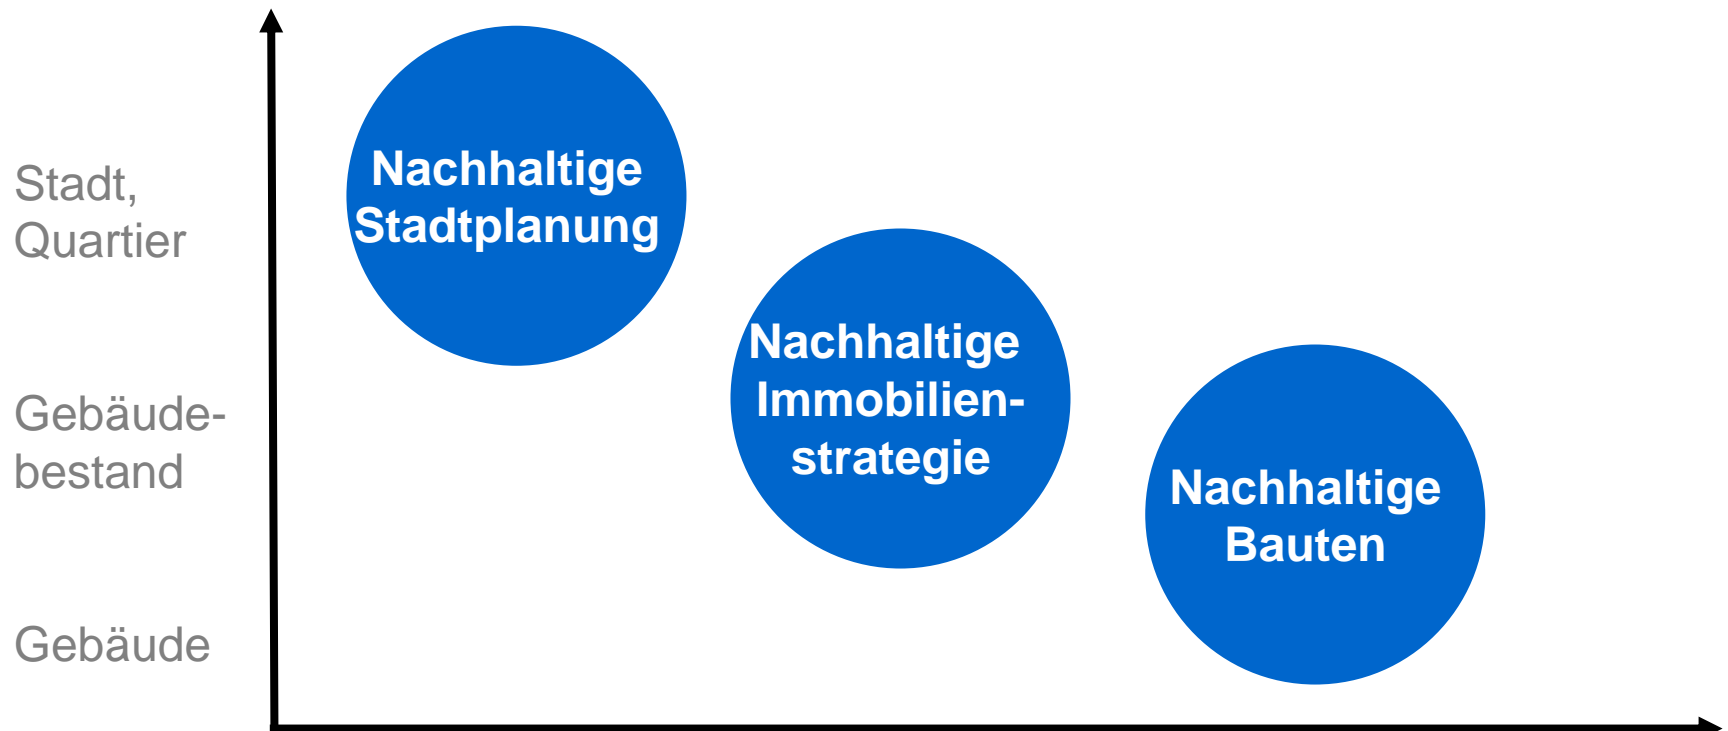 Stadt,
Quartier
Gebäude-
bestand
Gebäude
Nachhaltige
Stadtplanung
Nachhaltige
Immobilien-
strategie
Nachhaltige
Bauten